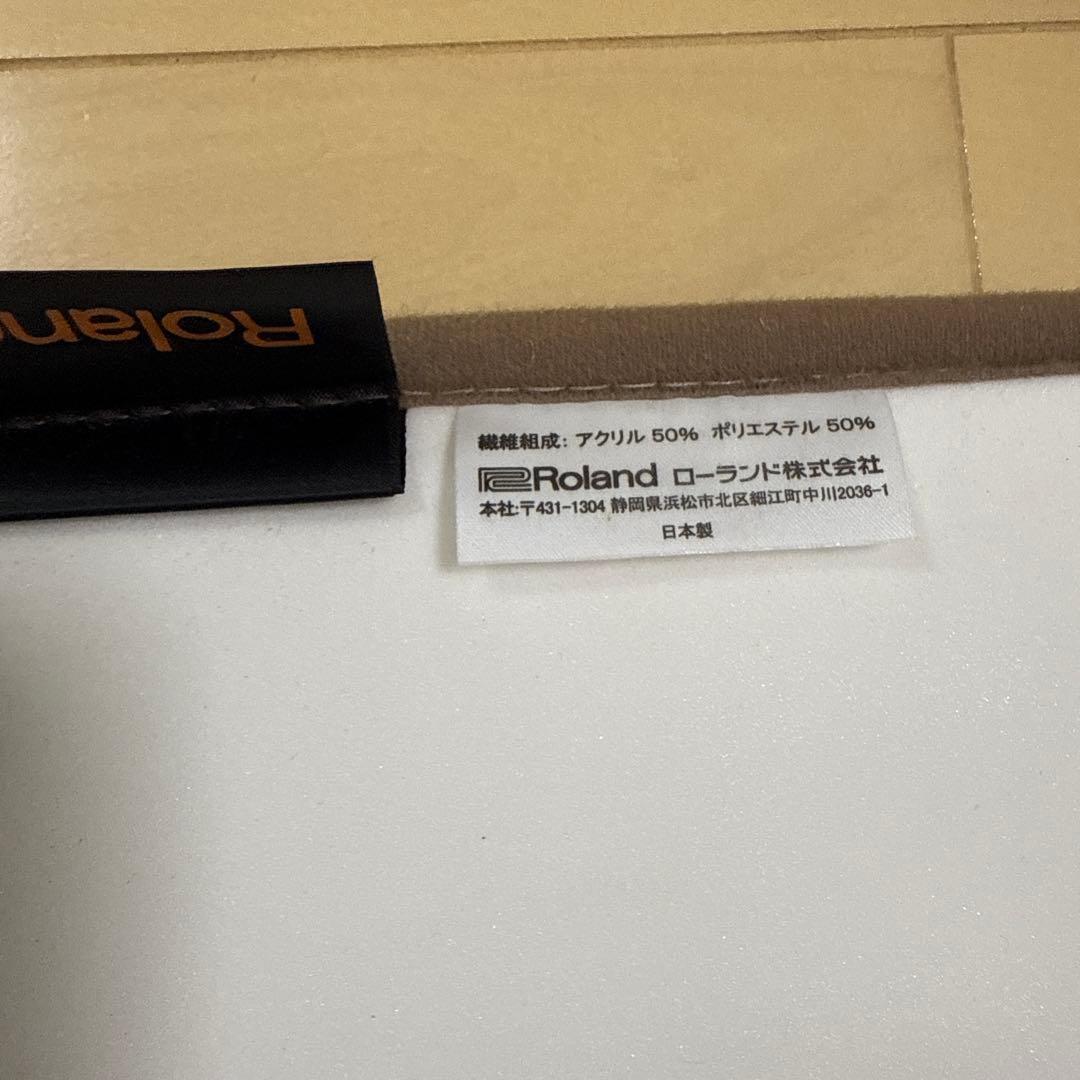 Roland
繊維組成: アクリル 50% ポリエステル 50%
Roland ローランド株式会社
本社:〒431-1304 静岡県浜松市北区細江町中川2036-1
日本製